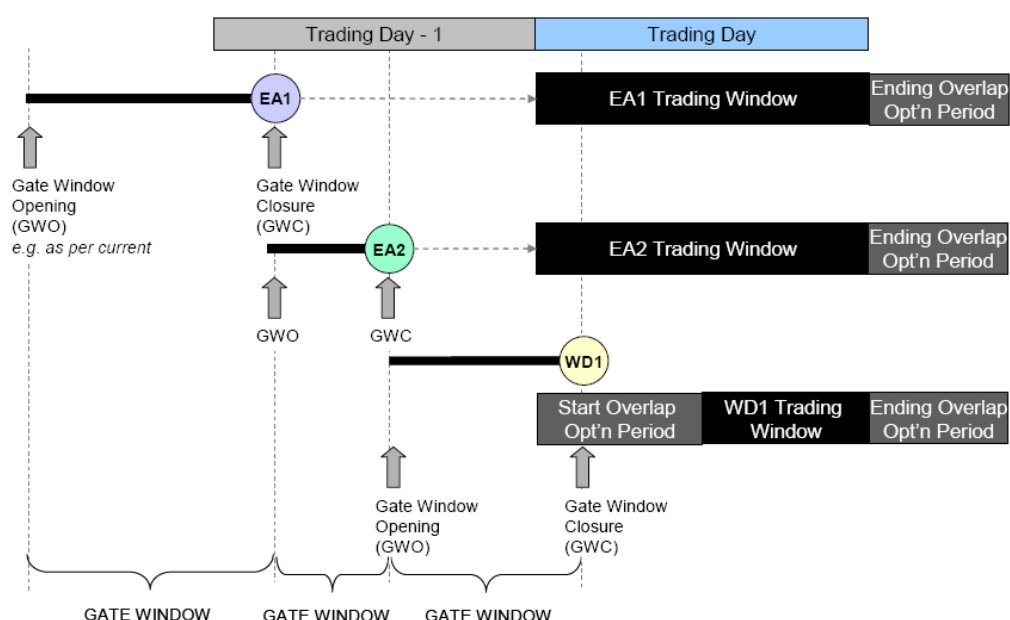 Trading Day - 1
Trading Day
EA1
EA1 Trading Window
Ending Overlap
Opt'n Period
Gate Window
Opening
(GWO)
e.g. as per current
Gate Window
Closure
(GWC)
EA2
EA2 Trading Window
Ending Overlap
Opt'n Period
GWO
GWC
WD1
Start Overlap
Opt'n Period
WD1 Trading
Window
Ending Overlap
Opt'n Period
Gate Window
Opening
(GWO)
Gate Window
Closure
(GWC)
GATE WINDOW
GATE WINDOW
GATE WINDOW